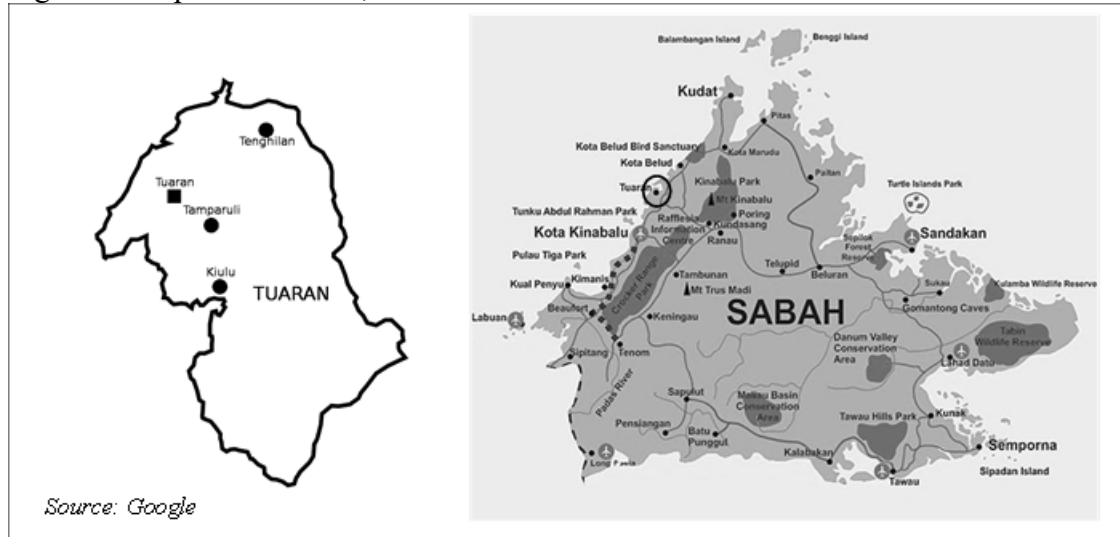 Tenghilan
Tuaran
Tamparuli
Kiulu
TUARAN
Source: Google
Balambangan Island
Benggi Island
Kudat
Pitas
Kota Belud Bird Sanctuary
Kota Marudu
Kota Belud
Paitan
Tuaran
Kinabalu Park
Mt Kinabalu
Turtle Islands Park
Tunku Abdul Rahman Park
Poring
Rafflesia
Information
Centre
Kundasang
Kota Kinabalu
Ranau
Sandakan
Sepilok
Forest
Reserve
Pulau Tiga Park
Telupid
Beluran
Kimanis
Tambunan
Kual Penyu
Crocker Range
Park
Mt Trus Madi
Sukau
Kulamba Wildlife Reserve
Gomantong Caves
Beaufort
Keningau
SABAH
Labuan
Tabin
Wildlife Reserve
Danum Valley
Conservation
Area
Sipitang
Tenom
Lahad Datu
Padas River
Sapulut
Maliau Basin
Conservation
Area
Tawau Hills Park
Kunak
Pensiangan
Batu
Punggut
Semporna
Kalabakan
Long
Sipadan Island
Tawau